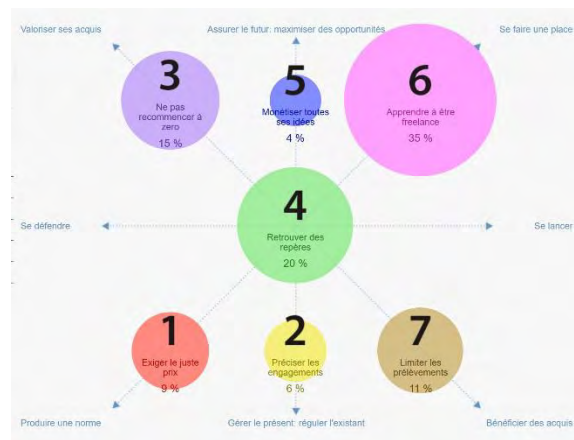 Valoriser ses acquis
Assurer le futur: maximiser des opportunités
Se faire une place
3
Ne pas
recommencer à
zero
15 %
5
Monétiser toutes
ses idées
4 %
6
Apprendre à être
freelance
35 %
Se défendre
4
Retrouver des
repères
20 %
Se lancer
1
Exiger le juste
prix
9 %
2
Préciser les
engagements
6 %
7
Limiter les
prélèvements
11 %
Produire une norme
Gérer le présent: réguler l'existant
Bénéficier des acquis